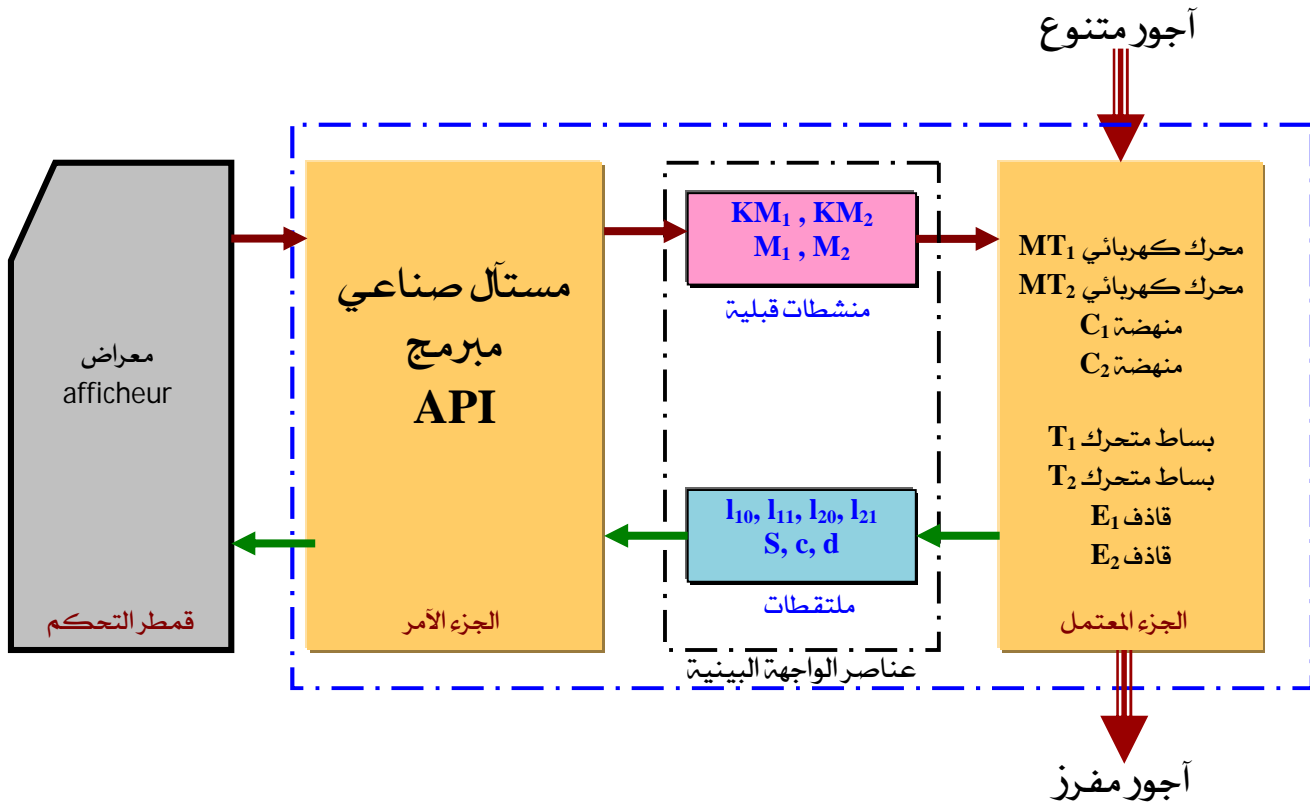 آجور متنوع
معراض
afficheur
قمطر التحكم
مستآل صناعي
مبرمج
API
الجزء الآمر
KM₁ , KM₂
M₁ , M₂
منشطات قبلية
l₁₀, l₁₁, l₂₀, l₂₁
S, c, d
ملتقطات
عناصر الواجهة البينية
محرك كهربائي MT₁
محرك كهربائي MT₂
منهضة C₁
منهضة C₂
بساط متحرك T₁
بساط متحرك T₂
قاذف E₁
قاذف E₂
الجزء المعتمل
آجور مفرز